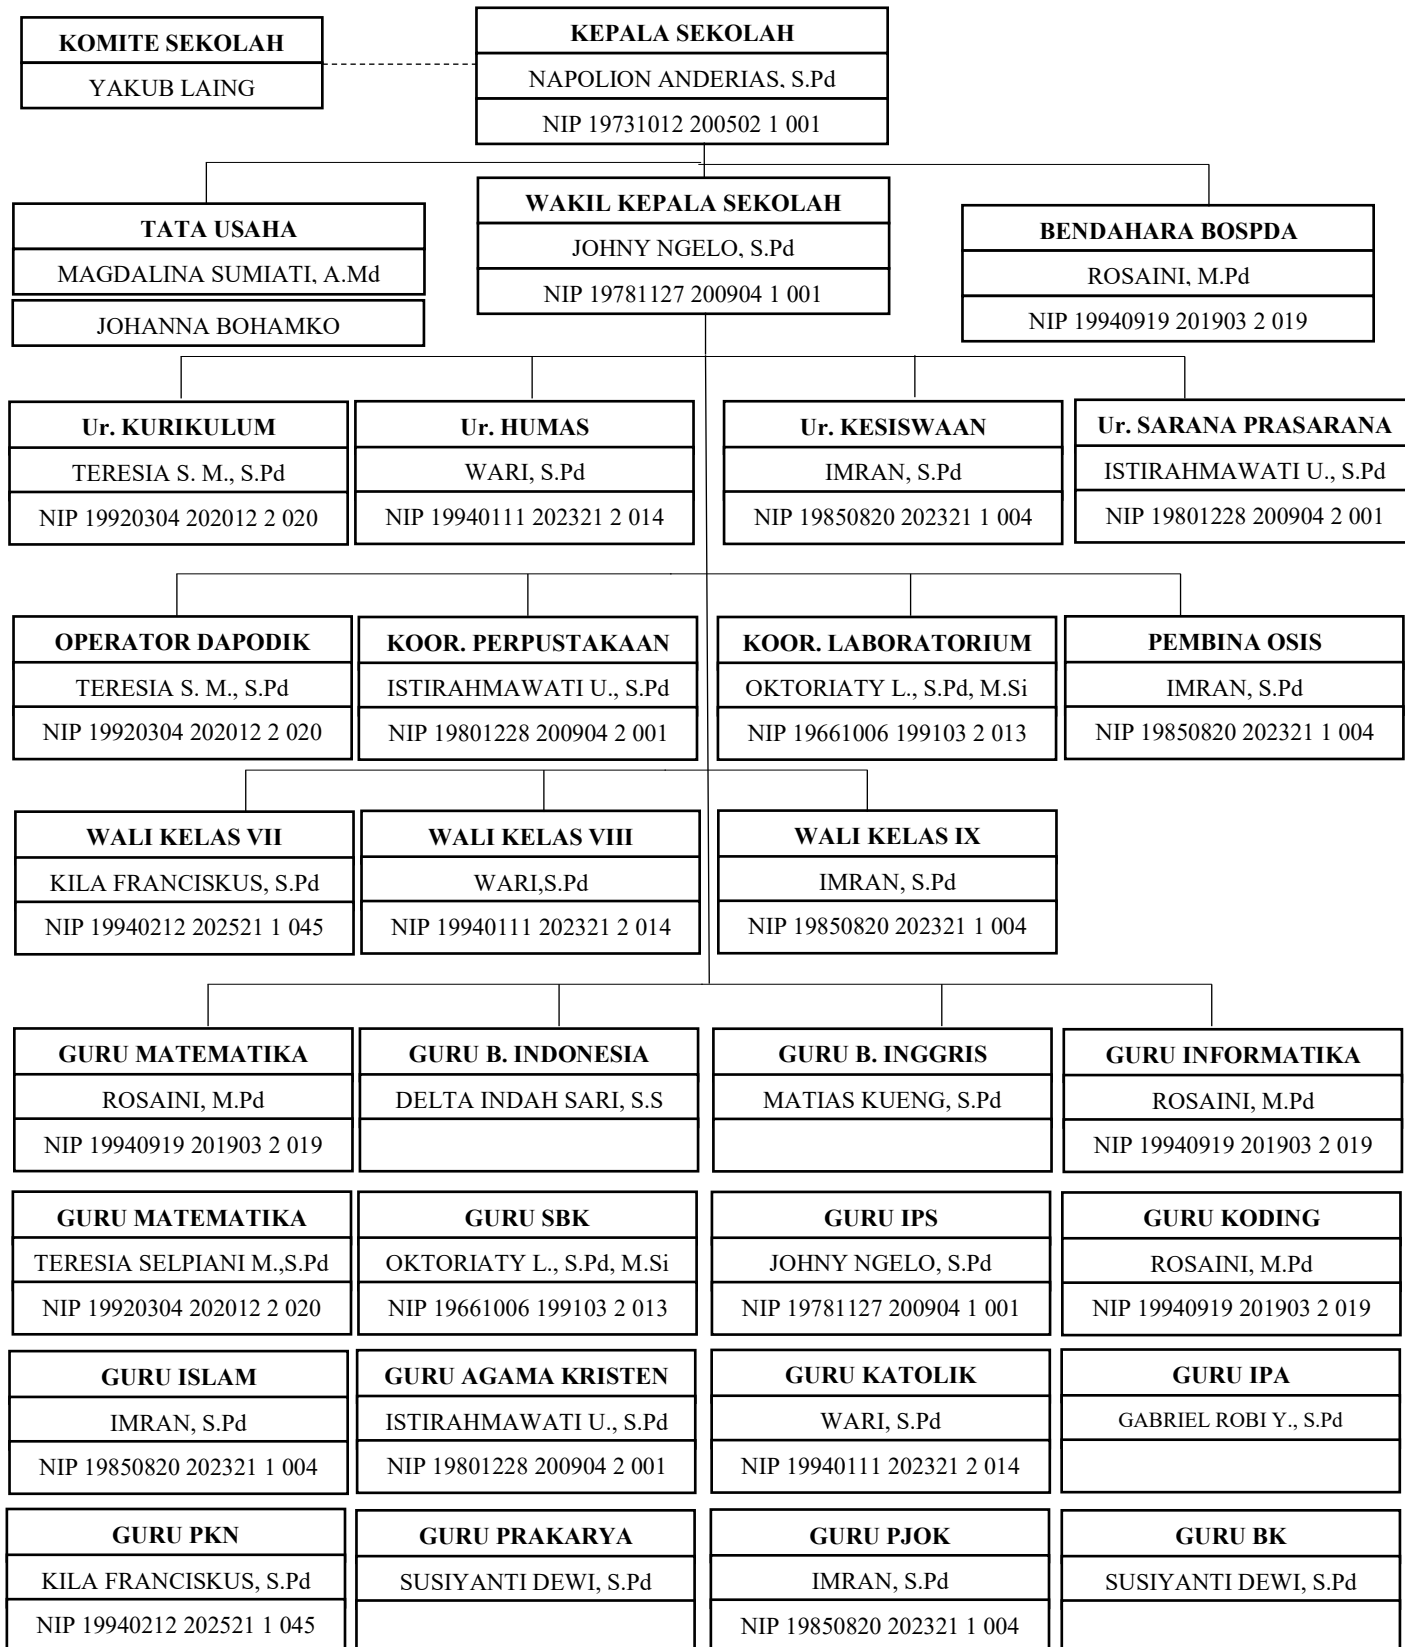 KOMITE SEKOLAH
YAKUB LAING
KEPALA SEKOLAH
NAPOLION ANDERIAS, S.Pd
NIP 19731012 200502 1 001
TATA USAHA
MAGDALINA SUMIATI, A.Md
JOHANNA BOHAMKO
WAKIL KEPALA SEKOLAH
JOHNY NGELO, S.Pd
NIP 19781127 200904 1 001
BENDAHARA BOSPDA
ROSAINI, M.Pd
NIP 19940919 201903 2 019
Ur. KURIKULUM
TERESIA S. M., S.Pd
NIP 19920304 202012 2 020
Ur. HUMAS
WARI, S.Pd
NIP 19940111 202321 2 014
Ur. KESISWAAN
IMRAN, S.Pd
NIP 19850820 202321 1 004
Ur. SARANA PRASARANA
ISTIRAHMAWATI U., S.Pd
NIP 19801228 200904 2 001
OPERATOR DAPODIK
TERESIA S. M., S.Pd
NIP 19920304 202012 2 020
KOOR. PERPUSTAKAAN
ISTIRAHMAWATI U., S.Pd
NIP 19801228 200904 2 001
KOOR. LABORATORIUM
OKTORIATY L., S.Pd, M.Si
NIP 19661006 199103 2 013
PEMBINA OSIS
IMRAN, S.Pd
NIP 19850820 202321 1 004
WALI KELAS VII
KILA FRANCISKUS, S.Pd
NIP 19940212 202521 1 045
WALI KELAS VIII
WARI,S.Pd
NIP 19940111 202321 2 014
WALI KELAS IX
IMRAN, S.Pd
NIP 19850820 202321 1 004
GURU MATEMATIKA
ROSAINI, M.Pd
NIP 19940919 201903 2 019
GURU B. INDONESIA
DELTA INDAH SARI, S.S
GURU B. INGGRIS
MATIAS KUENG, S.Pd
GURU INFORMATIKA
ROSAINI, M.Pd
NIP 19940919 201903 2 019
GURU MATEMATIKA
TERESIA SELPIANI M.,S.Pd
NIP 19920304 202012 2 020
GURU SBK
OKTORIATY L., S.Pd, M.Si
NIP 19661006 199103 2 013
GURU IPS
JOHNY NGELO, S.Pd
NIP 19781127 200904 1 001
GURU KODING
ROSAINI, M.Pd
NIP 19940919 201903 2 019
GURU ISLAM
IMRAN, S.Pd
NIP 19850820 202321 1 004
GURU AGAMA KRISTEN
ISTIRAHMAWATI U., S.Pd
NIP 19801228 200904 2 001
GURU KATOLIK
WARI, S.Pd
NIP 19940111 202321 2 014
GURU IPA
GABRIEL ROBI Y., S.Pd
GURU PKN
KILA FRANCISKUS, S.Pd
NIP 19940212 202521 1 045
GURU PRAKARYA
SUSIYANTI DEWI, S.Pd
GURU PJOK
IMRAN, S.Pd
NIP 19850820 202321 1 004
GURU BK
SUSIYANTI DEWI, S.Pd